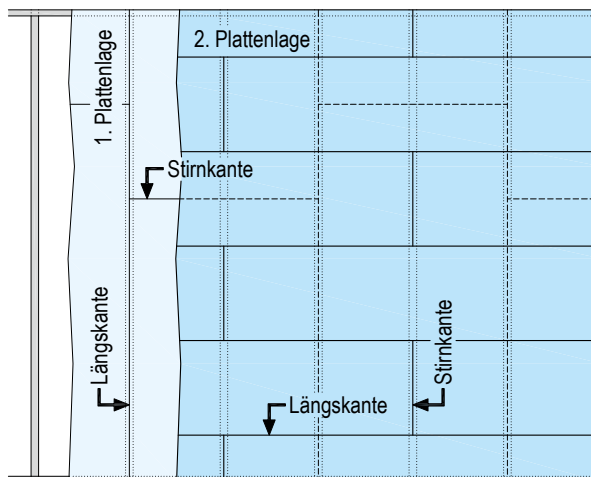 1. Plattenlage
2. Plattenlage
Stirnkante
Längskante
Längskante
Stirnkante